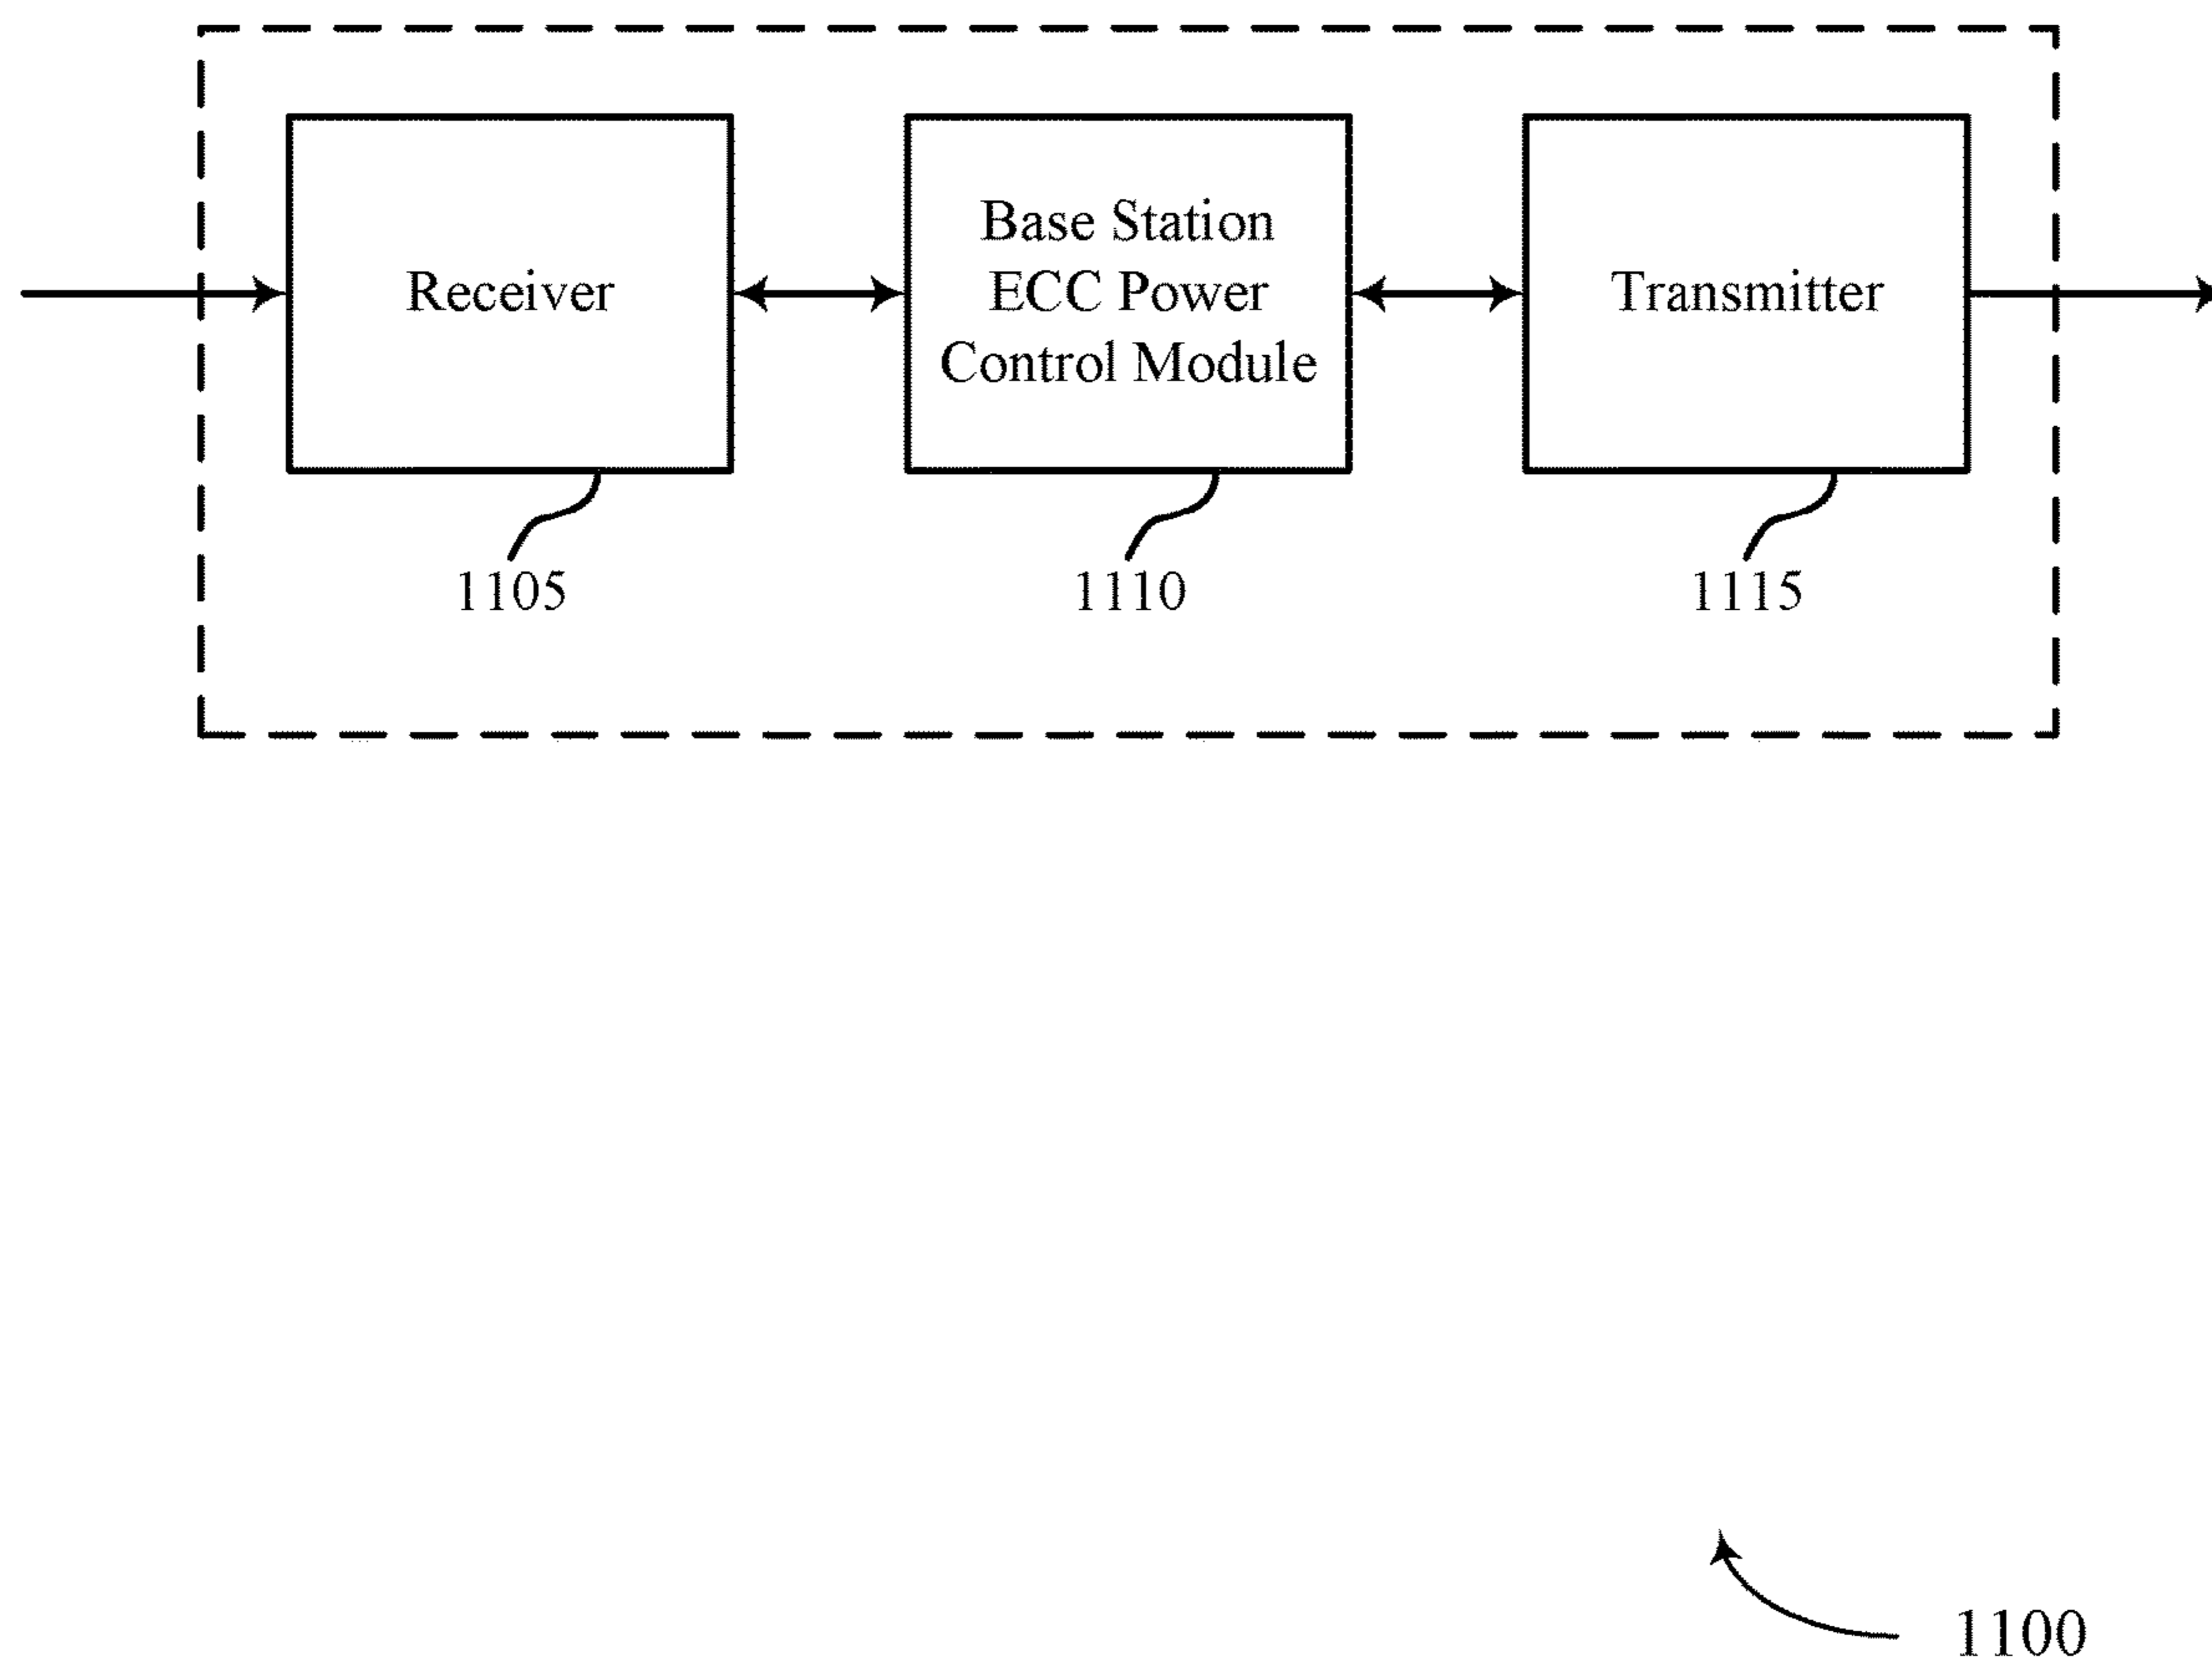 Receiver
Base Station
ECC Power
Control Module
Transmitter
1105
1110
1115
1100